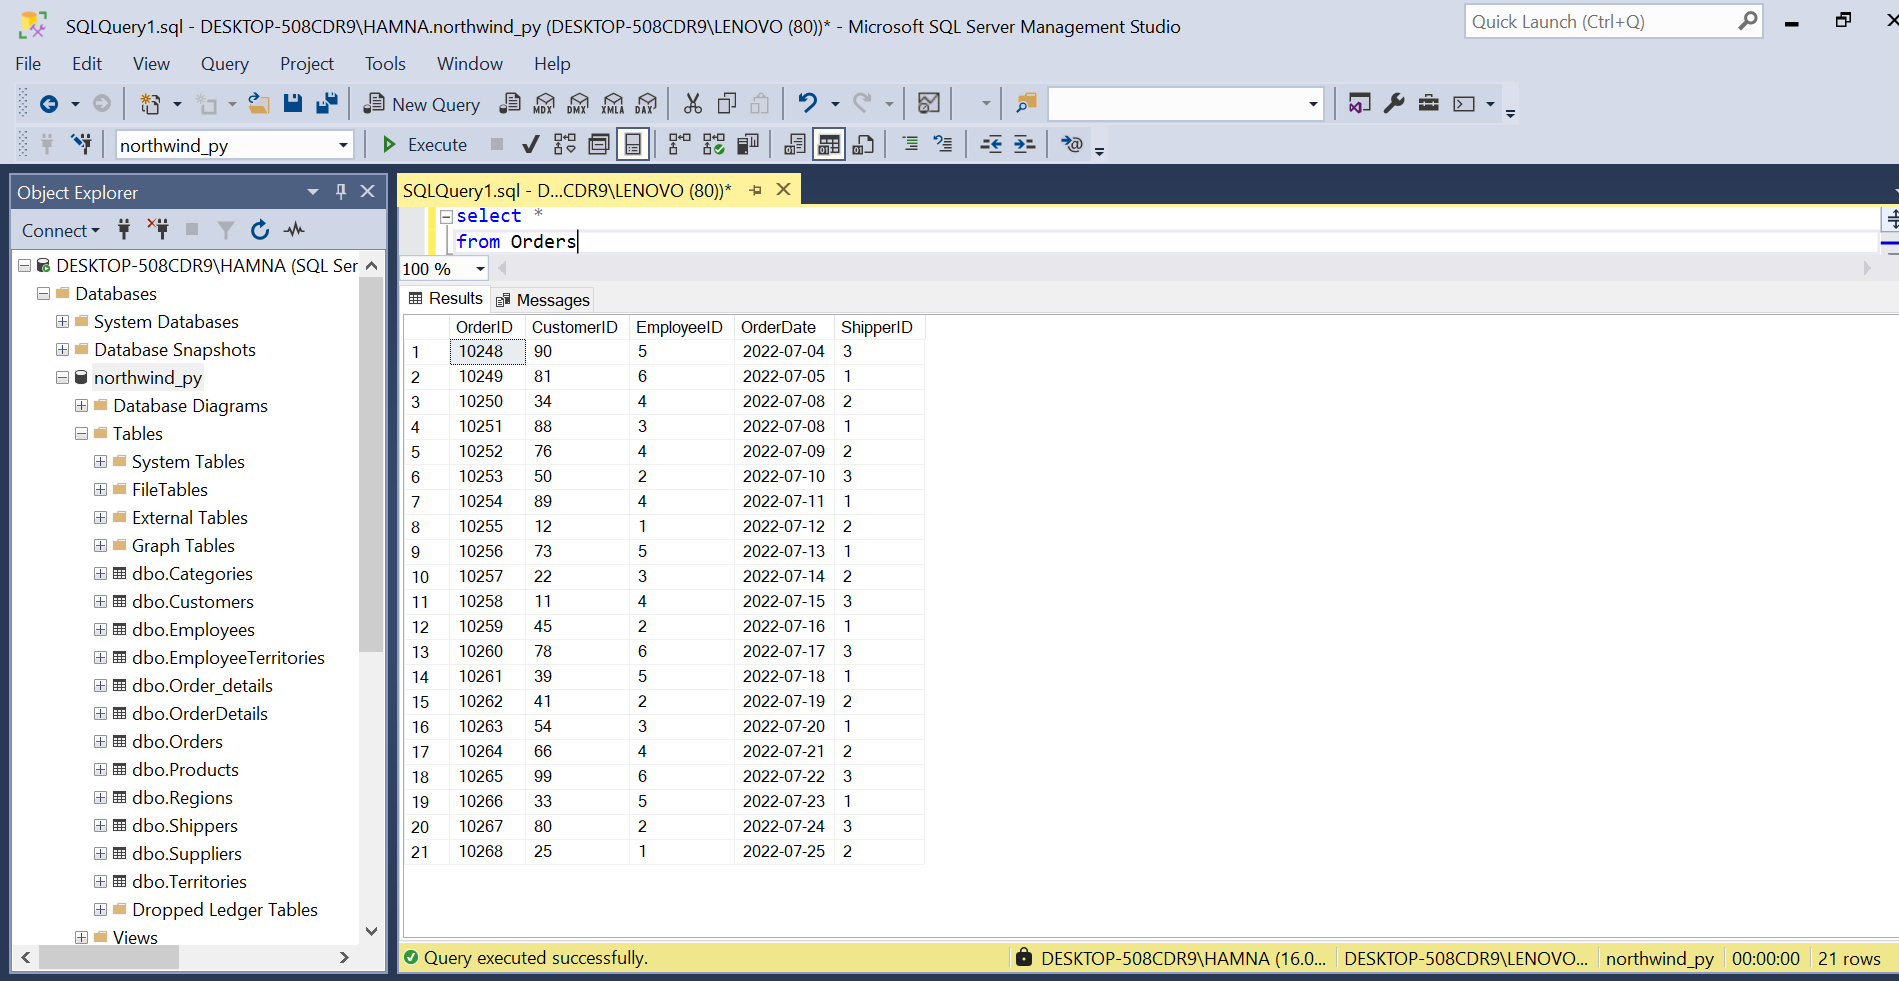 SQLQuery1.sql - DESKTOP-508CDR9\HAMNA.northwind_py (DESKTOP-508CDR9\LENOVO (80))* - Microsoft SQL Server Management Studio
Quick Launch (Ctrl+Q)
File Edit View Query Project Tools Window Help
New Query MDX DMX XMLA DAX
northwind_py Execute
Object Explorer
Connect
DESKTOP-508CDR9\HAMNA (SQL Ser
Databases
System Databases
Database Snapshots
northwind_py
Database Diagrams
Tables
System Tables
FileTables
External Tables
Graph Tables
dbo.Categories
dbo.Customers
dbo.Employees
dbo.EmployeeTerritories
dbo.Order_details
dbo.OrderDetails
dbo.Orders
dbo.Products
dbo.Regions
dbo.Shippers
dbo.Suppliers
dbo.Territories
Dropped Ledger Tables
Views
SQLQuery1.sql - D...CDR9\LENOVO (80))*
select *
from Orders
100 %
Results Messages
OrderID CustomerID EmployeeID OrderDate ShipperID
1 10248 90 5 2022-07-04 3
2 10249 81 6 2022-07-05 1
3 10250 34 4 2022-07-08 2
4 10251 88 3 2022-07-08 1
5 10252 76 4 2022-07-09 2
6 10253 50 2 2022-07-10 3
7 10254 89 4 2022-07-11 1
8 10255 12 1 2022-07-12 2
9 10256 73 5 2022-07-13 1
10 10257 22 3 2022-07-14 2
11 10258 11 4 2022-07-15 3
12 10259 45 2 2022-07-16 1
13 10260 78 6 2022-07-17 3
14 10261 39 5 2022-07-18 1
15 10262 41 2 2022-07-19 2
16 10263 54 3 2022-07-20 1
17 10264 66 4 2022-07-21 2
18 10265 99 6 2022-07-22 3
19 10266 33 5 2022-07-23 1
20 10267 80 2 2022-07-24 3
21 10268 25 1 2022-07-25 2
Query executed successfully. DESKTOP-508CDR9\HAMNA (16.0... DESKTOP-508CDR9\LENOVO... northwind_py 00:00:00 21 rows